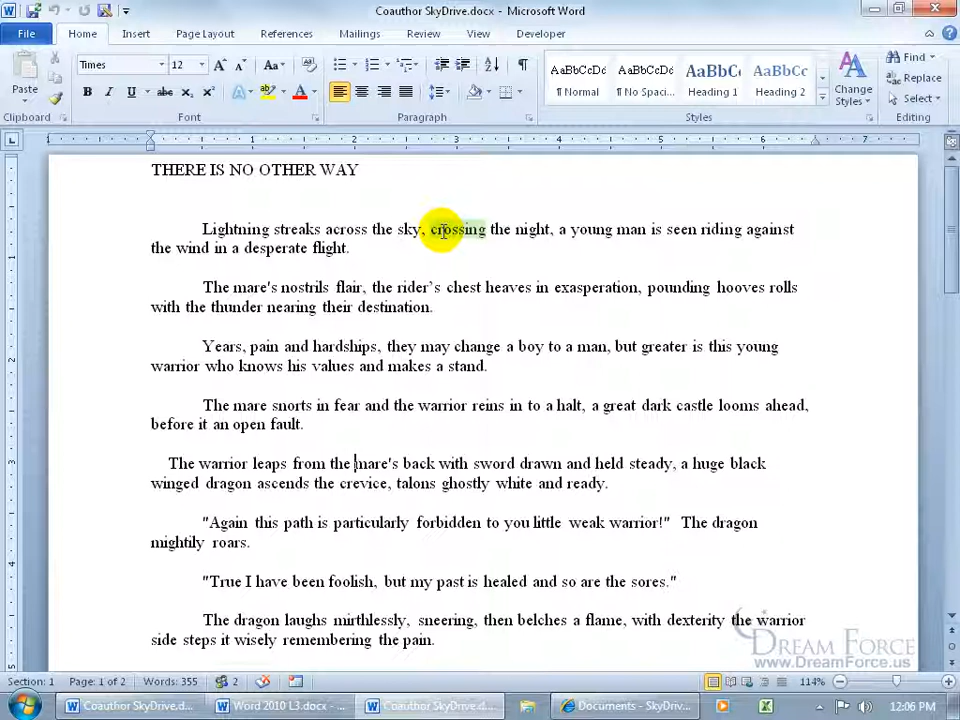 Coauthor SkyDrive.docx - Microsoft Word
File Home Insert Page Layout References Mailings Review View Developer
Times 12 Aa
Paste
B I U abc X₂ X² A A
AaBbCcDc AaBbCcDc AaBbC AaBbCc
¶ Normal ¶ No Spaci... Heading 1 Heading 2
Change Styles
Find
Replace
Select
Clipboard Font Paragraph Styles Editing
1 1 2 3 4 5 6 7
THERE IS NO OTHER WAY
Lightning streaks across the sky, crossing the night, a young man is seen riding against
the wind in a desperate flight.
The mare's nostrils flair, the rider's chest heaves in exasperation, pounding hooves rolls
with the thunder nearing their destination.
Years, pain and hardships, they may change a boy to a man, but greater is this young
warrior who knows his values and makes a stand.
The mare snorts in fear and the warrior reins in to a halt, a great dark castle looms ahead,
before it an open fault.
The warrior leaps from the mare's back with sword drawn and held steady, a huge black
winged dragon ascends the crevice, talons ghostly white and ready.
"Again this path is particularly forbidden to you little weak warrior!" The dragon
mightily roars.
"True I have been foolish, but my past is healed and so are the sores."
The dragon laughs mirthlessly, sneering, then belches a flame, with dexterity the warrior
side steps it wisely remembering the pain.
DREAM FORCE
www.DreamForce.us
Section: 1 Page: 1 of 2 Words: 355 2 114%
Coauthor SkyDrive.d... Word 2010 L3.docx - ... Coauthor SkyDrive.d... Documents - SkyDriv... 12:06 PM